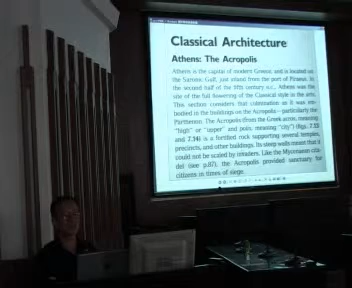 Classical Architecture
Athens: The Acropolis
Athens is the capital of modern Greece, and is located on
the Saronic Gulf, just inland from the port of Piraeus. In
the second half of the fifth century B.C., Athens was the
site of the full flowering of the Classical style in the arts.
This section considers that culmination as it was em-
bodied in the buildings on the Acropolis—particularly the
Parthenon. The Acropolis (from the Greek acros, meaning
"high" or "upper" and polis, meaning "city") (figs. 7.13
and 7.14) is a fortified rock supporting several temples,
precincts, and other buildings. Its steep walls meant that it
could not be scaled by invaders. Like the Mycenaean cita-
del (see p.87), the Acropolis provided sanctuary for
citizens in times of siege.